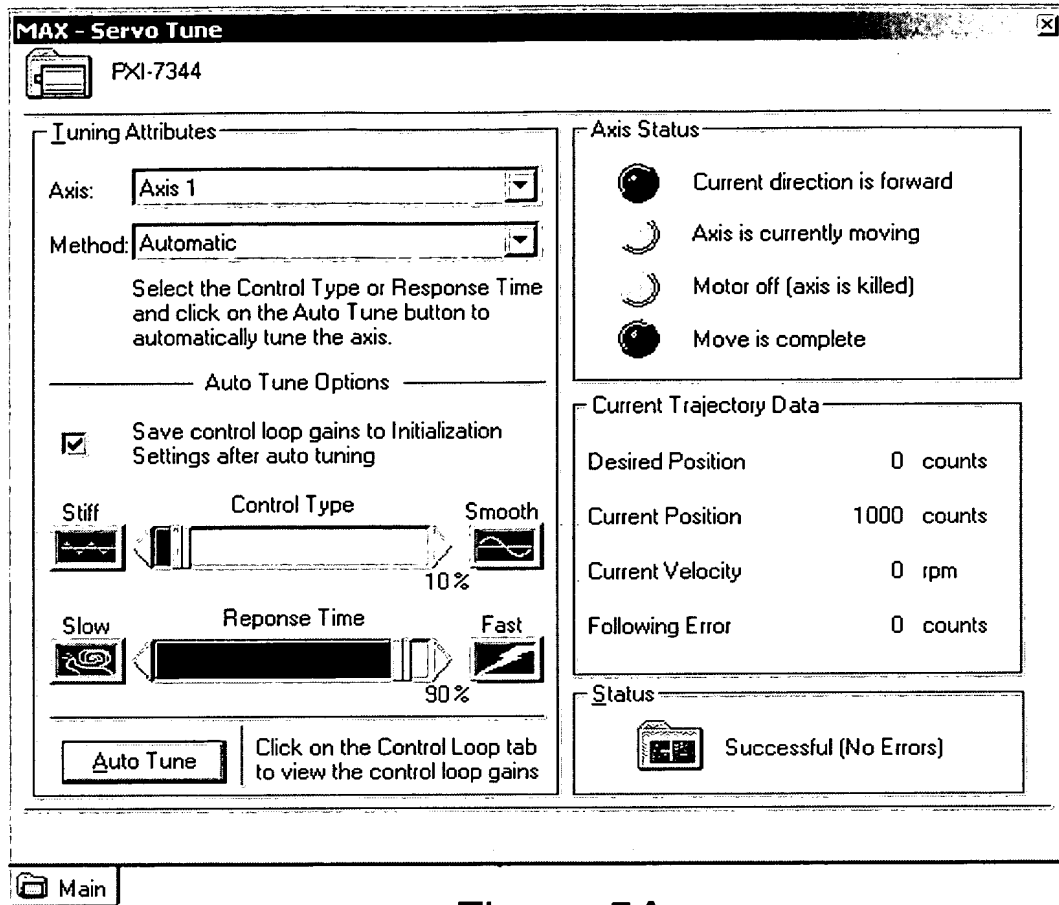 MAX - Servo Tune
PXI-7344
Tuning Attributes
Axis: Axis 1
Method: Automatic
Select the Control Type or Response Time
and click on the Auto Tune button to
automatically tune the axis.
Auto Tune Options
Save control loop gains to Initialization
Settings after auto tuning
Control Type
Stiff
Smooth
10%
Reponse Time
Slow
Fast
90%
Auto Tune
Click on the Control Loop tab
to view the control loop gains
Axis Status
Current direction is forward
Axis is currently moving
Motor off (axis is killed)
Move is complete
Current Trajectory Data
Desired Position 0 counts
Current Position 1000 counts
Current Velocity 0 rpm
Following Error 0 counts
Status
Successful (No Errors)
Main